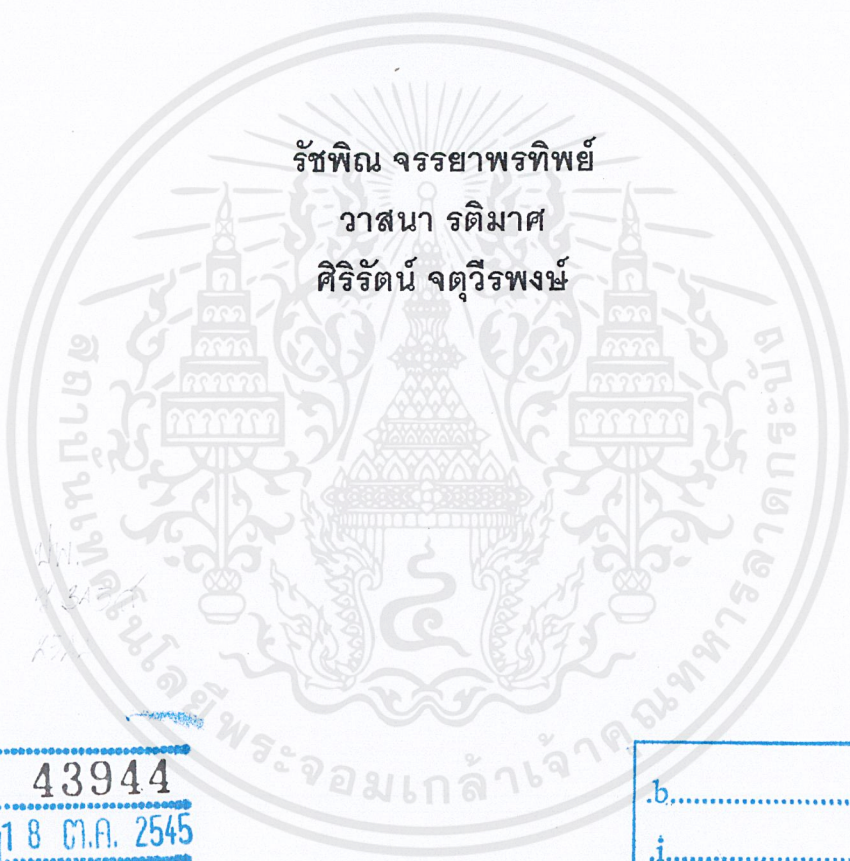 รัชพิณ จรรยาพรทิพย์
วาสนา รติมาศ
ศิริรัตน์ จตุวีรพงษ์
สถาบันเทคโนโลยีพระจอมเกล้าเจ้าคุณทหารลาดกระบัง
43944
18 ต.ค. 2545
.b.
.i.